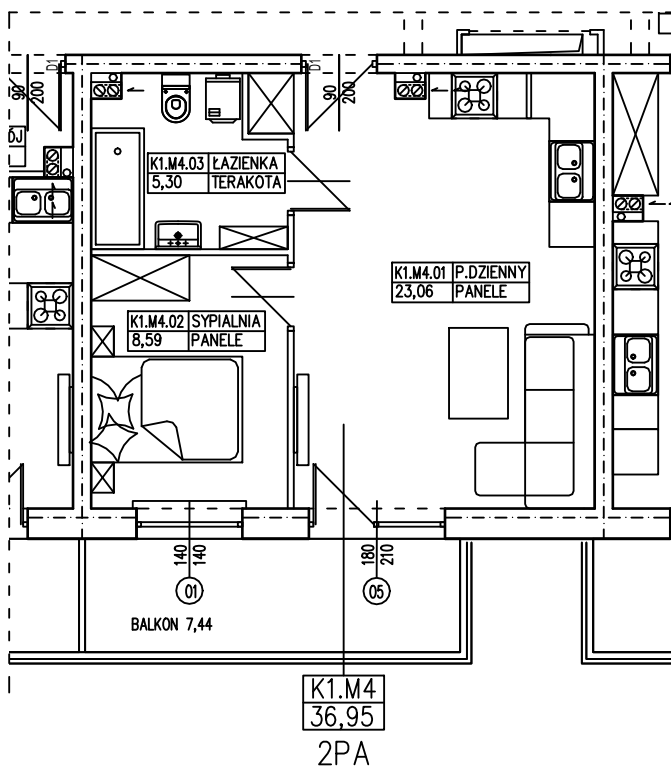 D1
90
200
D1
90
200
ÓJ
K1.M4.03 ŁAZIENKA
5,30 TERAKOTA
K1.M4.01 P.DZIENNY
23,06 PANELE
K1.M4.02 SYPIALNIA
8,59 PANELE
140
140
01
180
210
05
BALKON 7,44
K1.M4
36,95
2PA